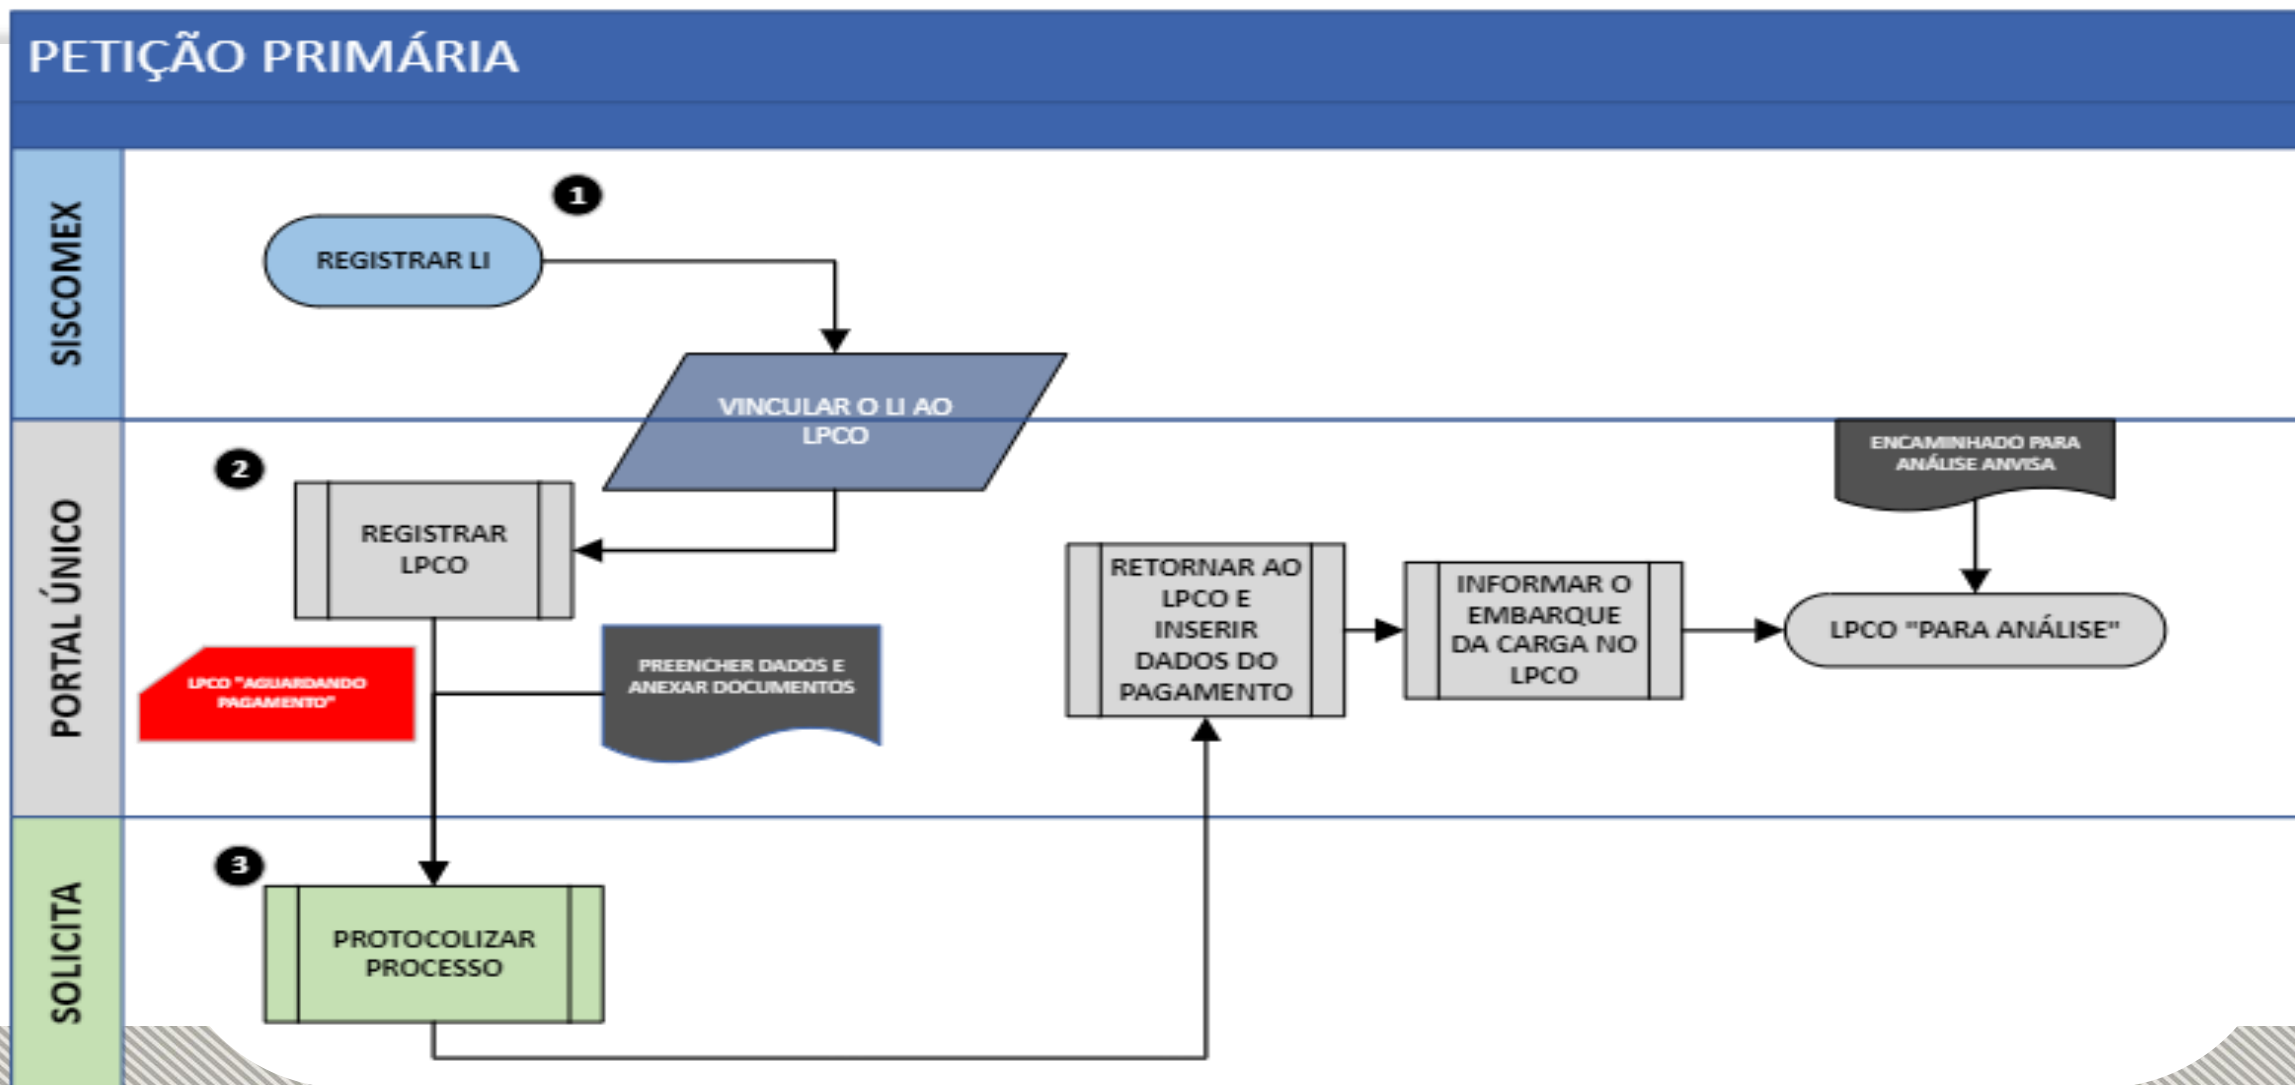 PETIÇÃO PRIMÁRIA
SISCOMEX
1
REGISTRAR LI
VINCULAR O LI AO
LPCO
PORTAL ÚNICO
2
REGISTRAR
LPCO
LPCO "AGUARDANDO
PAGAMENTO"
PREENCHER DADOS E
ANEXAR DOCUMENTOS
RETORNAR AO
LPCO E
INSERIR
DADOS DO
PAGAMENTO
INFORMAR O
EMBARQUE
DA CARGA NO
LPCO
ENCAMINHADO PARA
ANÁLISE ANVISA
LPCO "PARA ANÁLISE"
SOLICITA
3
PROTOCOLIZAR
PROCESSO